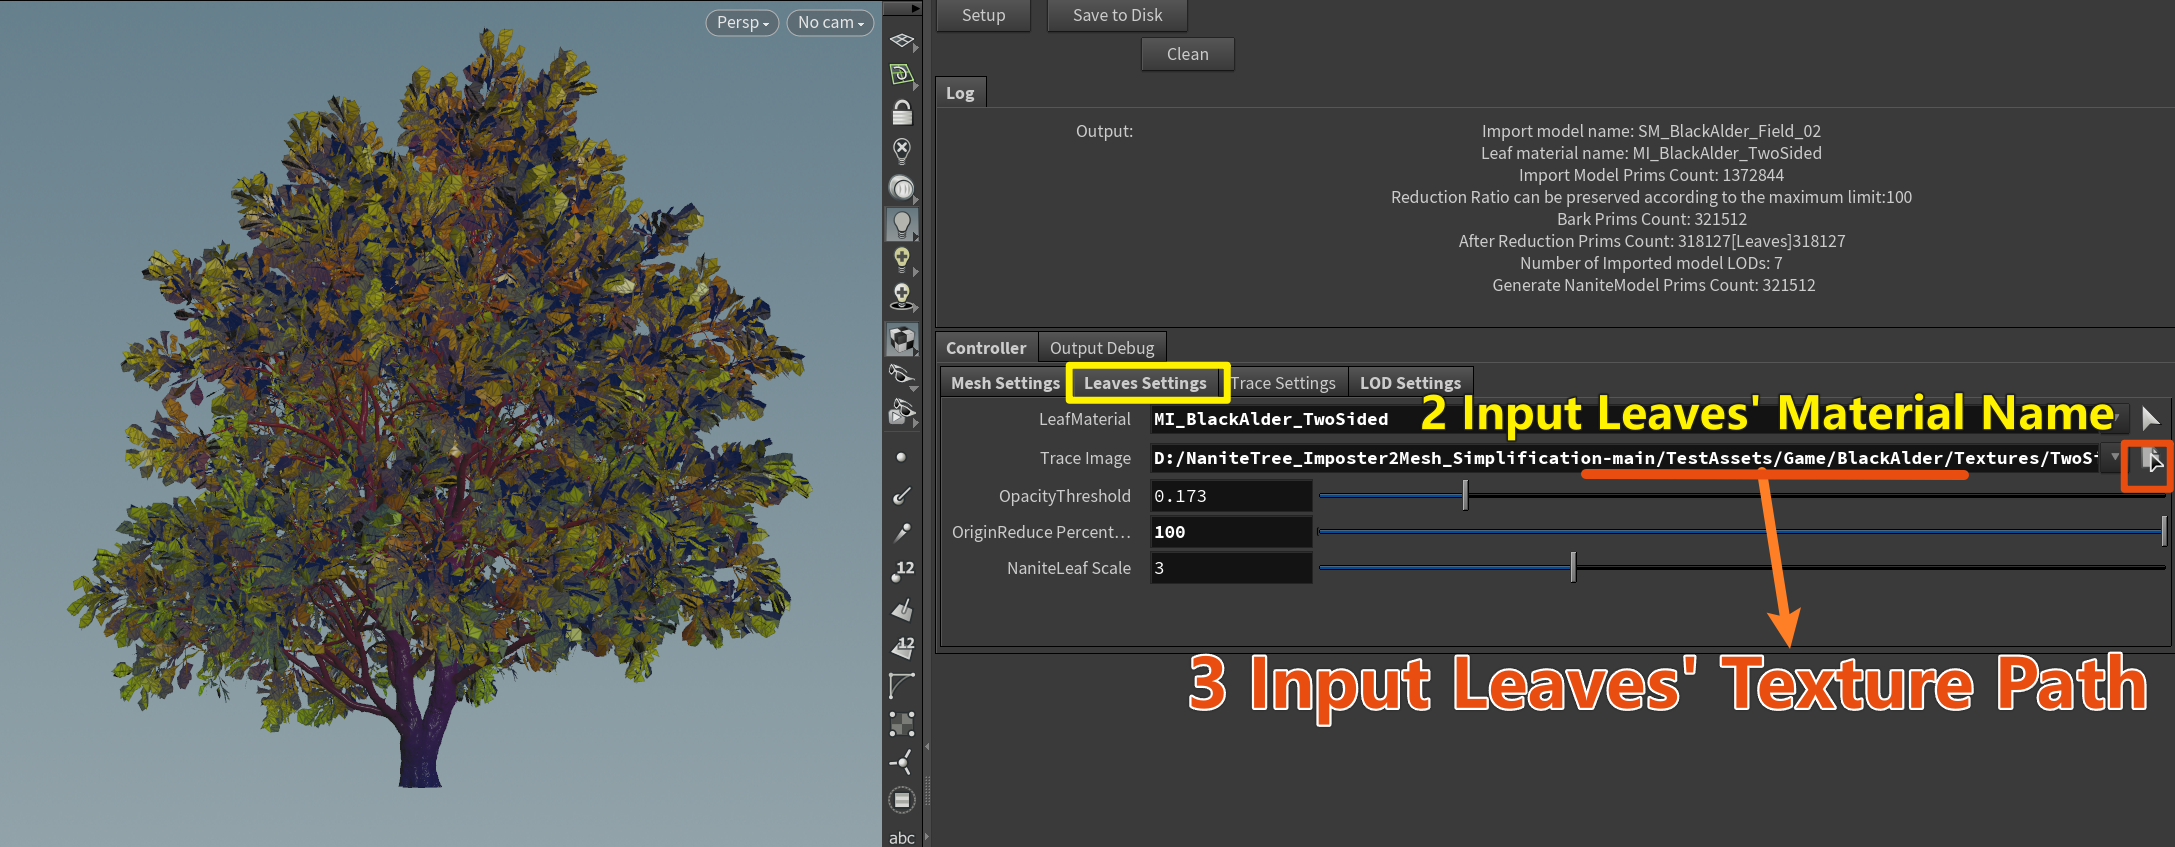 Persp
No cam
Setup
Save to Disk
Clean
Log
Output:
Import model name: SM_BlackAlder_Field_02
Leaf material name: MI_BlackAlder_TwoSided
Import Model Prims Count: 1372844
Reduction Ratio can be preserved according to the maximum limit:100
Bark Prims Count: 321512
After Reduction Prims Count: 318127[Leaves]318127
Number of Imported model LODs: 7
Generate NaniteModel Prims Count: 321512
Controller
Output Debug
Mesh Settings
Leaves Settings
Trace Settings
LOD Settings
LeafMaterial
MI_BlackAlder_TwoSided
2 Input Leaves' Material Name
Trace Image
D:/NaniteTree_Imposter2Mesh_Simplification-main/TestAssets/Game/BlackAlder/Textures/TwoSi
OpacityThreshold
0.173
OriginReduce Percent...
100
NaniteLeaf Scale
3
3 Input Leaves' Texture Path
12
12
abc